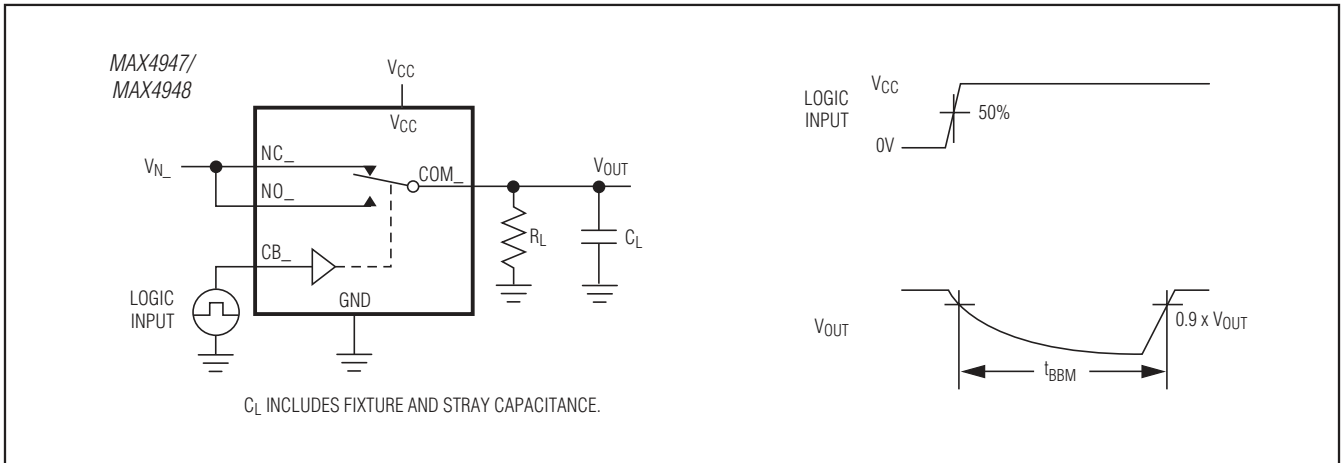 MAX4947/
MAX4948
VCC
VCC
VN_
NC_
NO_
COM_
VOUT
RL
CL
CB_
LOGIC
INPUT
GND
CL INCLUDES FIXTURE AND STRAY CAPACITANCE.
LOGIC
INPUT
VCC
0V
50%
VOUT
0.9 x VOUT
tBBM